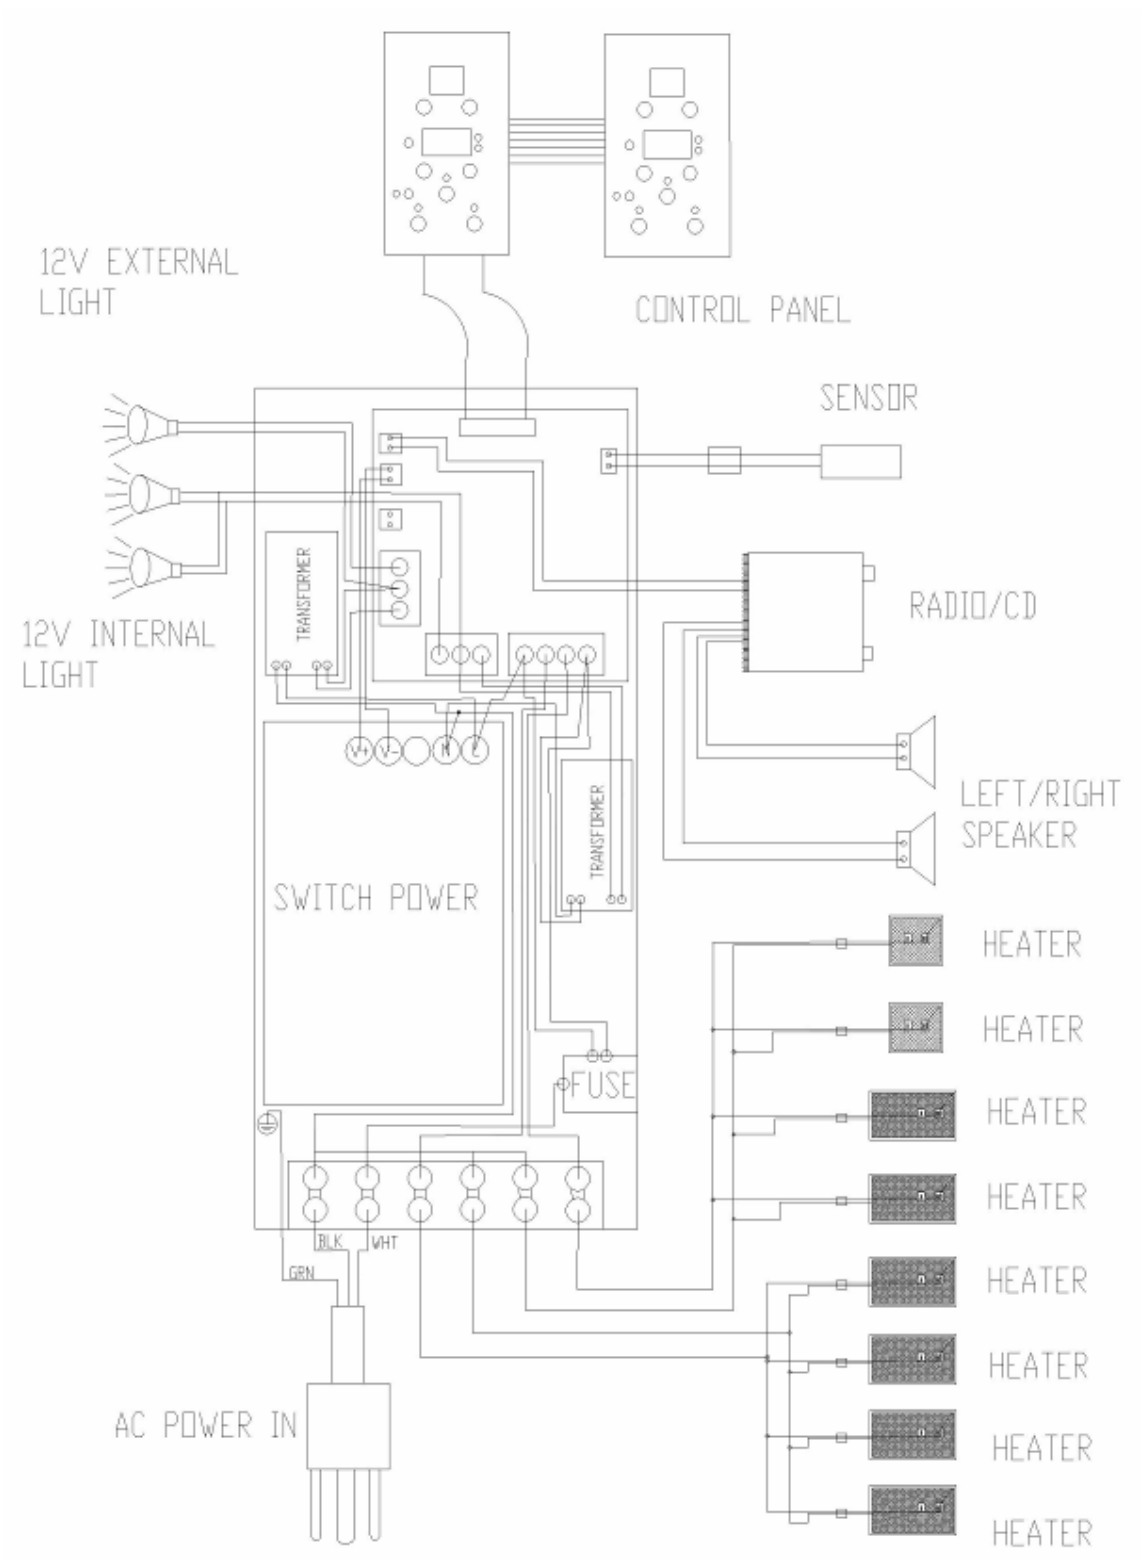 12V EXTERNAL
LIGHT
CONTROL PANEL
SENSOR
TRANSFORMER
RADIO/CD
12V INTERNAL
LIGHT
V+
V-
N
L
LEFT/RIGHT
SPEAKER
TRANSFORMER
SWITCH POWER
HEATER
HEATER
FUSE
HEATER
HEATER
BLK
WHT
GRN
HEATER
HEATER
AC POWER IN
HEATER
HEATER